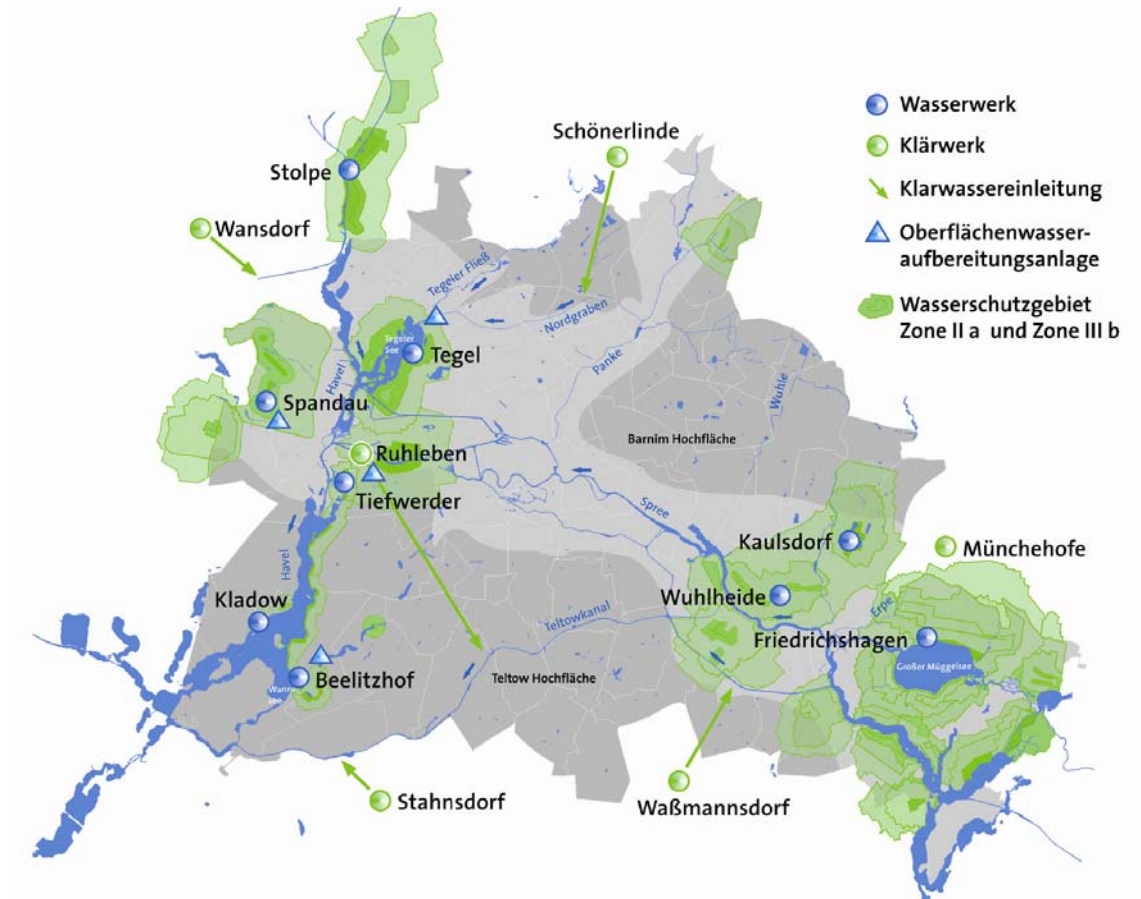 Wasserwerk
Klärwerk
Klarwassereinleitung
Oberflächenwasser-
aufbereitungsanlage
Wasserschutzgebiet
Zone II a und Zone III b
Schönerlinde
Stolpe
Wansdorf
Tegeler Fließ
Nordgraben
Tegeler
See
Tegel
Havel
Panke
Wuhle
Spandau
Barnim Hochfläche
Ruhleben
Tiefwerder
Spree
Kaulsdorf
Münchehofe
Havel
Kladow
Wuhlheide
Erpe
Teltowkanal
Friedrichshagen
Großer Müggelsee
Beelitzhof
Teltow Hochfläche
Stahnsdorf
Waßmannsdorf